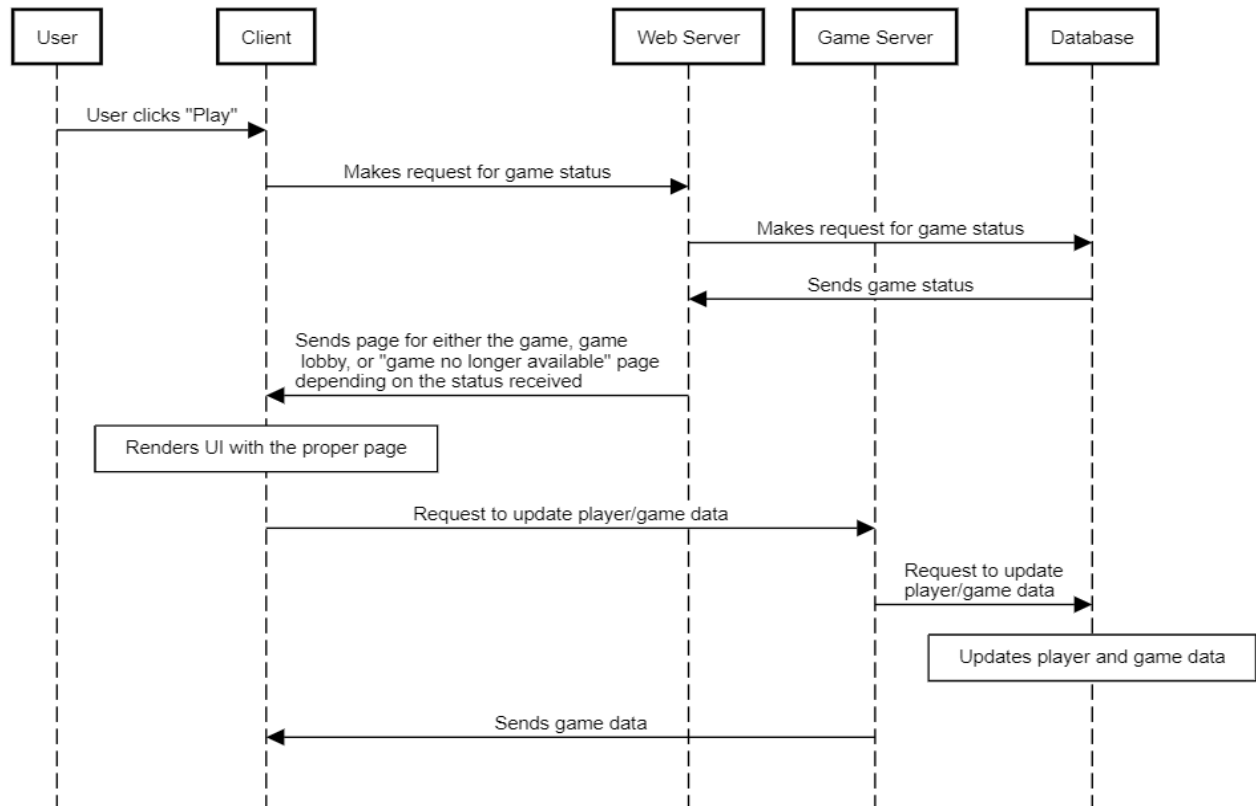 User
Client
Web Server
Game Server
Database
User clicks "Play"
Makes request for game status
Makes request for game status
Sends game status
Sends page for either the game, game
lobby, or "game no longer available" page
depending on the status received
Renders UI with the proper page
Request to update player/game data
Request to update
player/game data
Updates player and game data
Sends game data